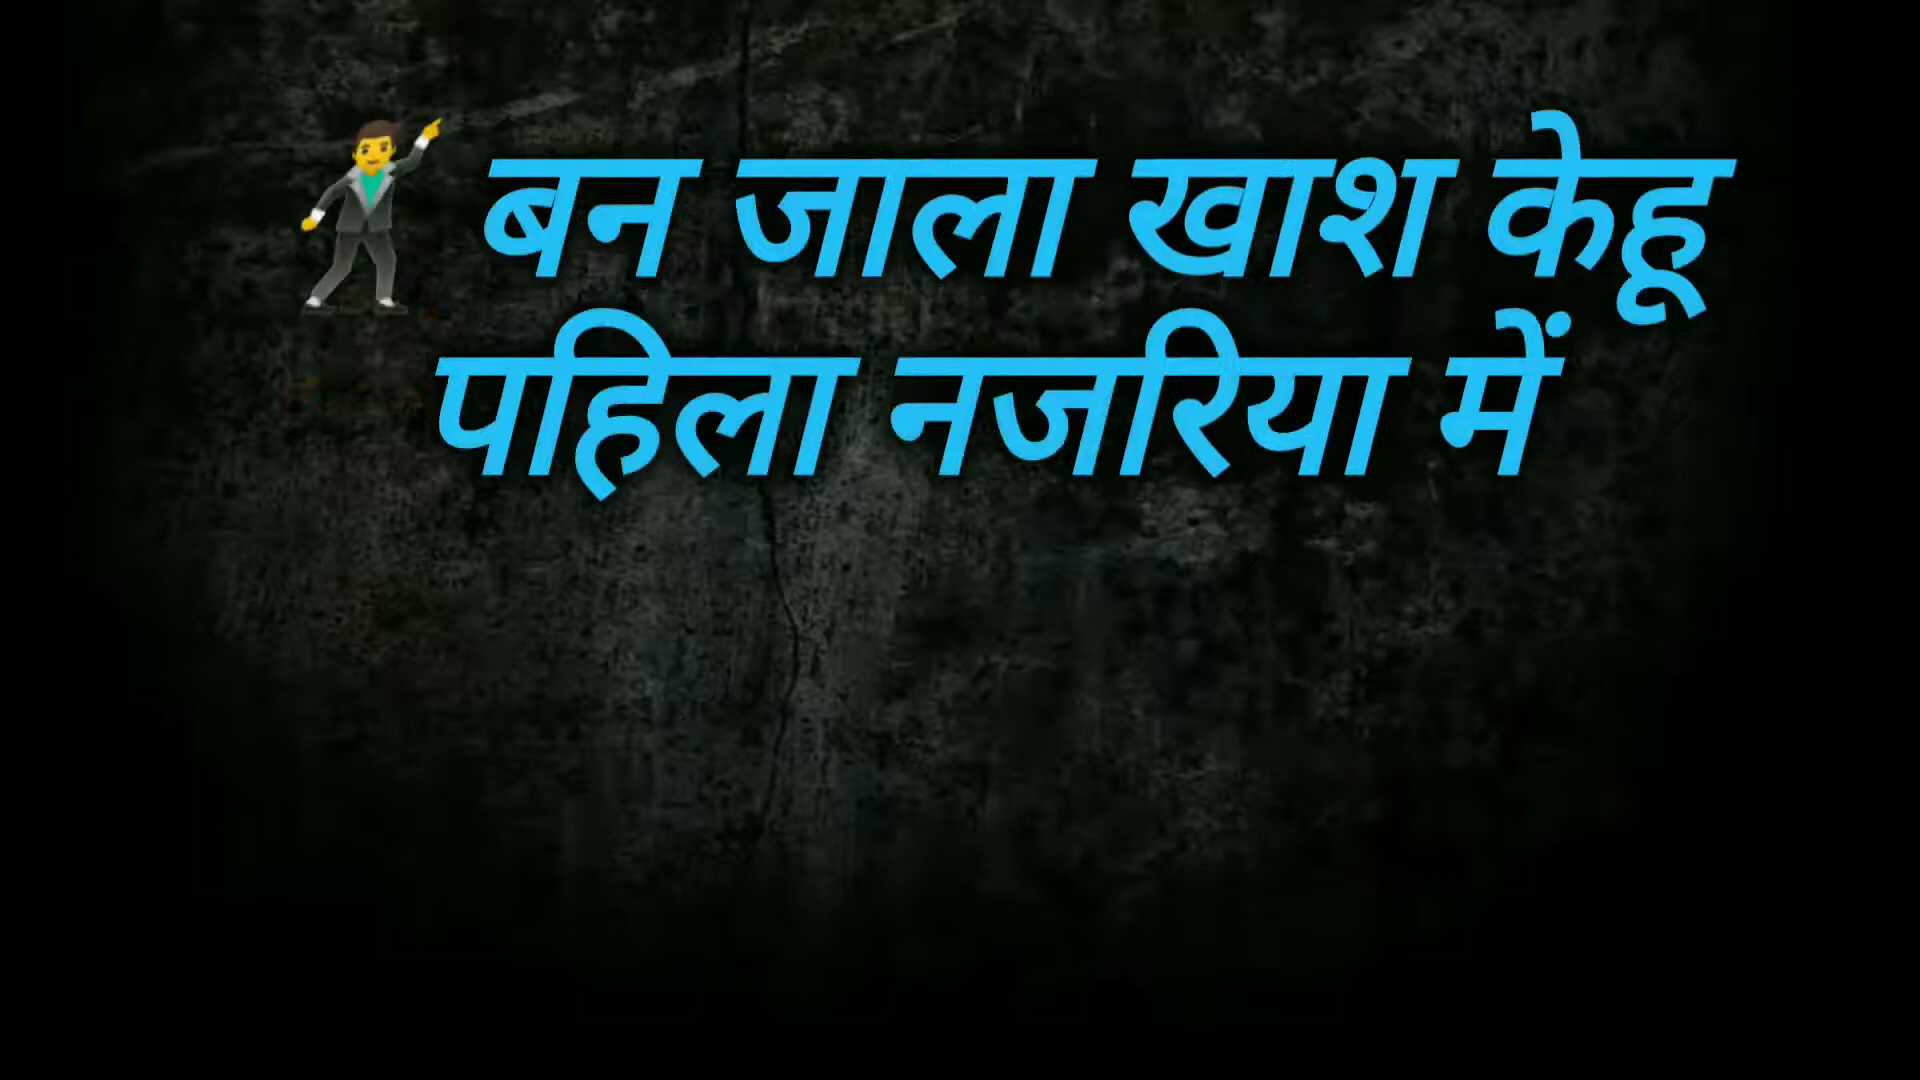 🕺 बन जाला खाश केहू
पहिला नजरिया में